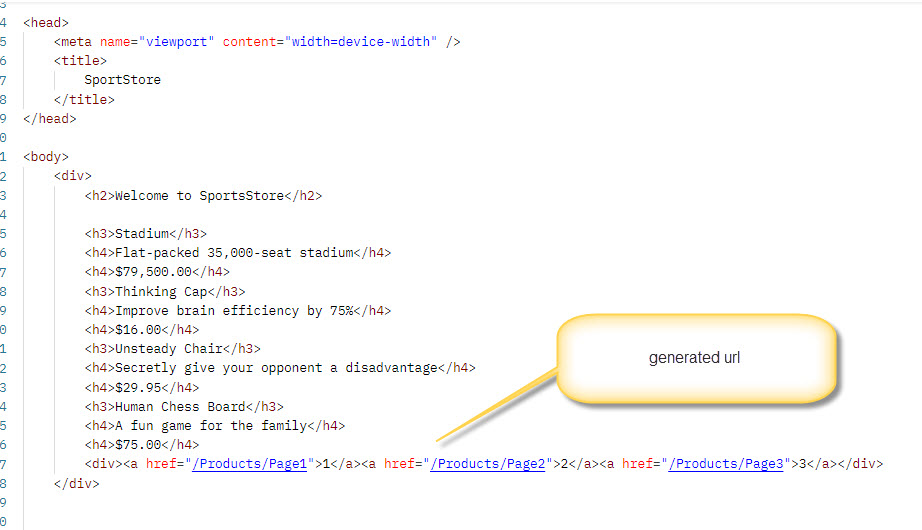 3
4 <head>
5 <meta name="viewport" content="width=device-width" />
6 <title>
7 SportStore
8 </title>
9 </head>
0
1 <body>
2 <div>
3 <h2>Welcome to SportsStore</h2>
4
5 <h3>Stadium</h3>
6 <h4>Flat-packed 35,000-seat stadium</h4>
7 <h4>$79,500.00</h4>
8 <h3>Thinking Cap</h3>
9 <h4>Improve brain efficiency by 75%</h4>
0 <h4>$16.00</h4>
1 <h3>Unsteady Chair</h3>
2 <h4>Secretly give your opponent a disadvantage</h4>
3 <h4>$29.95</h4>
4 <h3>Human Chess Board</h3>
5 <h4>A fun game for the family</h4>
6 <h4>$75.00</h4>
7 <div><a href="/Products/Page1">1</a><a href="/Products/Page2">2</a><a href="/Products/Page3">3</a></div>
8 </div>
9
0
generated url